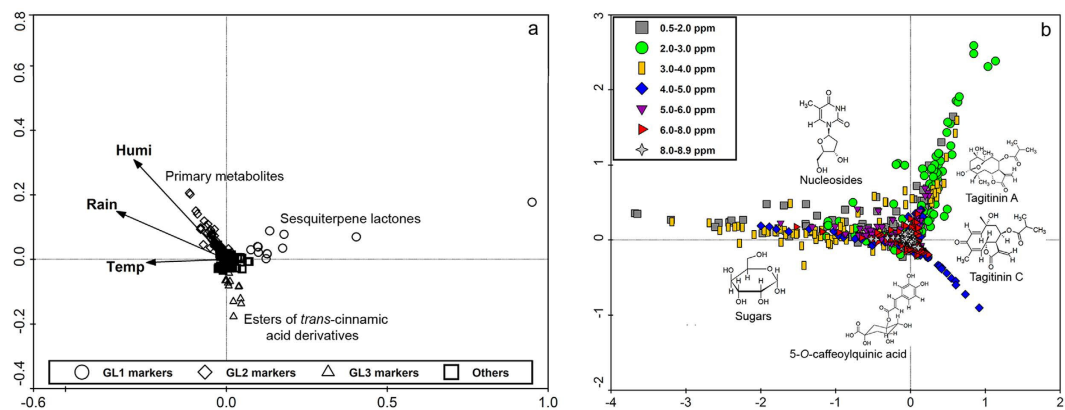 a
0.8
0.6
0.4
0.2
0.0
-0.2
-0.4
-0.6
0.0
1.0
Humi
Rain
Temp
Primary metabolites
Sesquiterpene lactones
Esters of trans-cinnamic
acid derivatives
GL1 markers
GL2 markers
GL3 markers
Others
b
3
2
1
0
-1
-2
-4
-3
-2
-1
0
1
2
0.5-2.0 ppm
2.0-3.0 ppm
3.0-4.0 ppm
4.0-5.0 ppm
5.0-6.0 ppm
6.0-8.0 ppm
8.0-8.9 ppm
Nucleosides
Tagitinin A
Tagitinin C
Sugars
5-O-caffeoylquinic acid